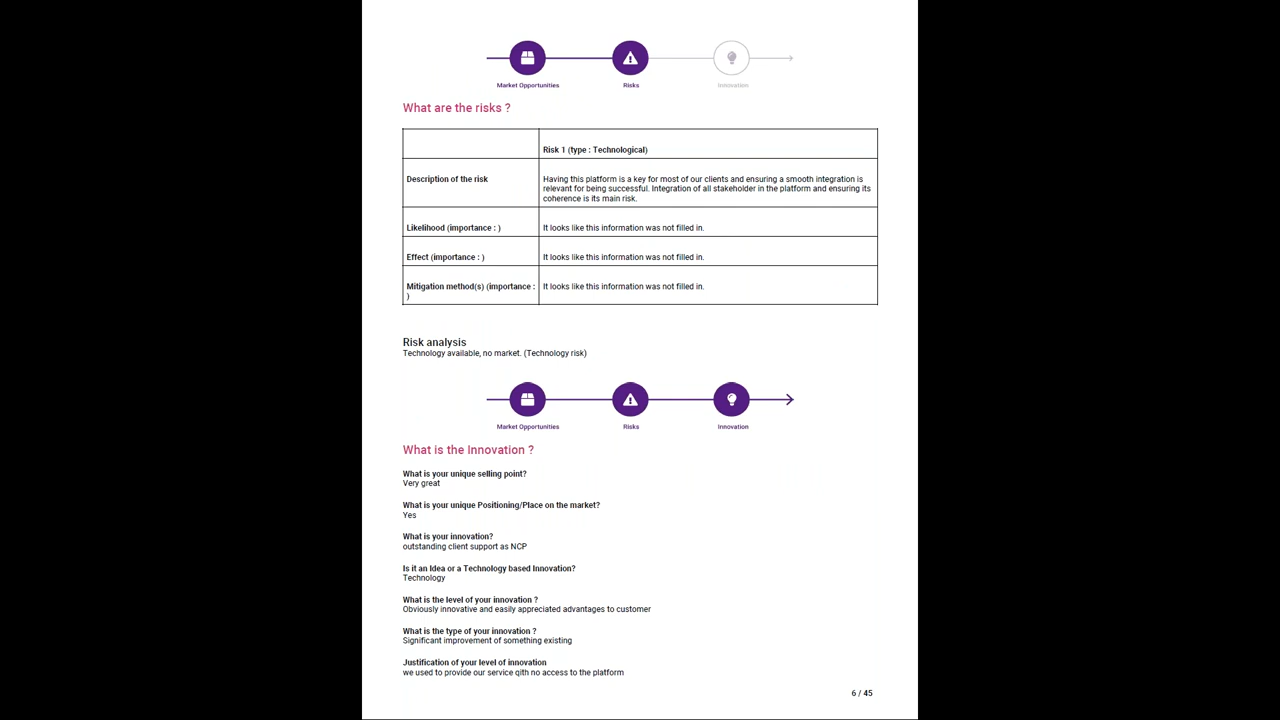 Market Opportunities Risks Innovation
What are the risks ?
Risk 1 (type : Technological)
Description of the risk
Having this platform is a key for most of our clients and ensuring a smooth integration is
relevant for being successful. Integration of all stakeholder in the platform and ensuring its
coherence is its main risk.
Likelihood (importance : )
It looks like this information was not filled in.
Effect (importance : )
It looks like this information was not filled in.
Mitigation method(s) (importance :
)
It looks like this information was not filled in.
Risk analysis
Technology available, no market. (Technology risk)
Market Opportunities Risks Innovation
What is the Innovation ?
What is your unique selling point?
Very great
What is your unique Positioning/Place on the market?
Yes
What is your innovation?
outstanding client support as NCP
Is it an Idea or a Technology based Innovation?
Technology
What is the level of your innovation ?
Obviously innovative and easily appreciated advantages to customer
What is the type of your innovation ?
Significant improvement of something existing
Justification of your level of innovation
we used to provide our service qith no access to the platform
6 / 45